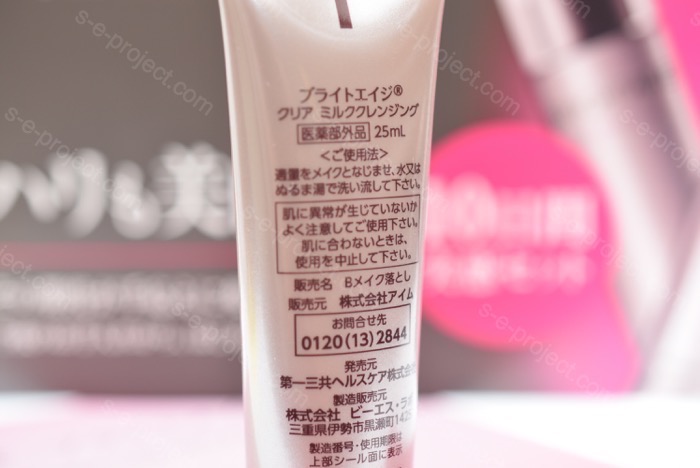 ブライトエイジ®
クリア ミルククレンジング
医薬部外品 25mL
<ご使用法>
適量をメイクとなじませ、水又は
ぬるま湯で洗い流して下さい。
肌に異常が生じていないか
よく注意してご使用下さい。
肌に合わないときは、
使用を中止して下さい。
販売名 Bメイク落とし
販売元 株式会社アイム
お問合せ先
0120(13)2844
発売元
第一三共ヘルスケア株式会
製造販売元
株式会社 ビーエス・ラボ
三重県伊勢市黒瀬町142
製造番号・使用期限は
上部シール面に表示
s-e-project.com